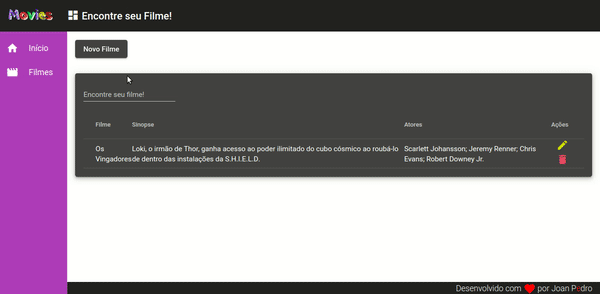 Movies
Encontre seu Filme!
Início
Filmes
Novo Filme
Encontre seu filme!
Filme Sinopse Atores Ações
Os Loki, o irmão de Thor, ganha acesso ao poder ilimitado do cubo cósmico ao roubá-lo Scarlett Johansson; Jeremy Renner; Chris
Vingadores de dentro das instalações da S.H.I.E.L.D. Evans; Robert Downey Jr.
Desenvolvido com por Joan Pedro